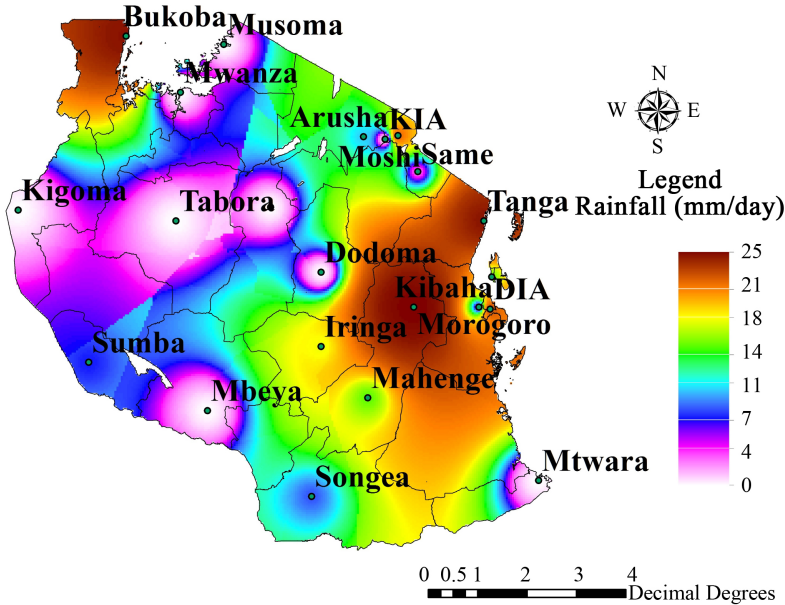 Bukoba
Musoma
Mwanza
N
W E
S
Arusha KIA
Moshi Same
Legend
Kigoma
Tabora
Tanga
Rainfall (mm/day)
Dodoma
25
21
Kibaha DIA
18
Iringa
Morogoro
14
Sumba
11
Mbeya
Mahenge
7
4
Mtwara
0
Songea
0 0.5 1 2 3 4
Decimal Degrees